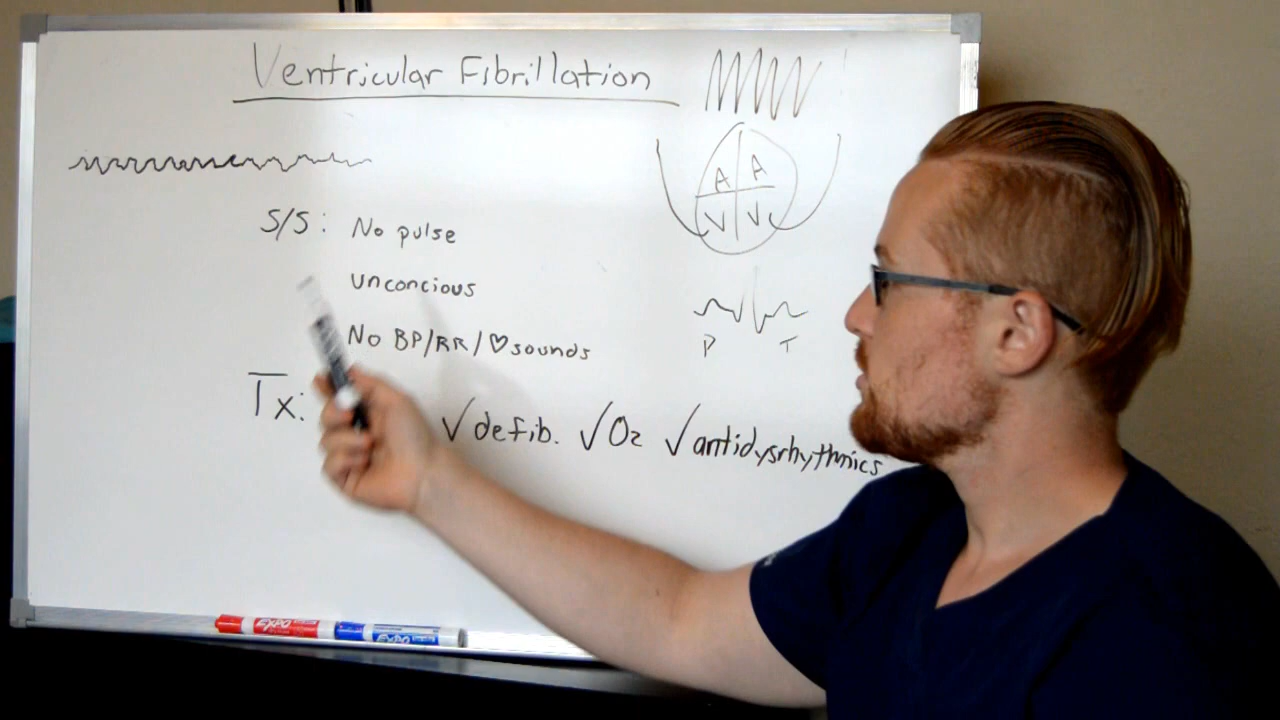 Ventricular Fibrillation
A A
V V
S/S: No pulse
unconcious
No BP/RR/♡sounds
P T
Tx: √defib. √O2 √antidysrhythmics
EXPO EXPO